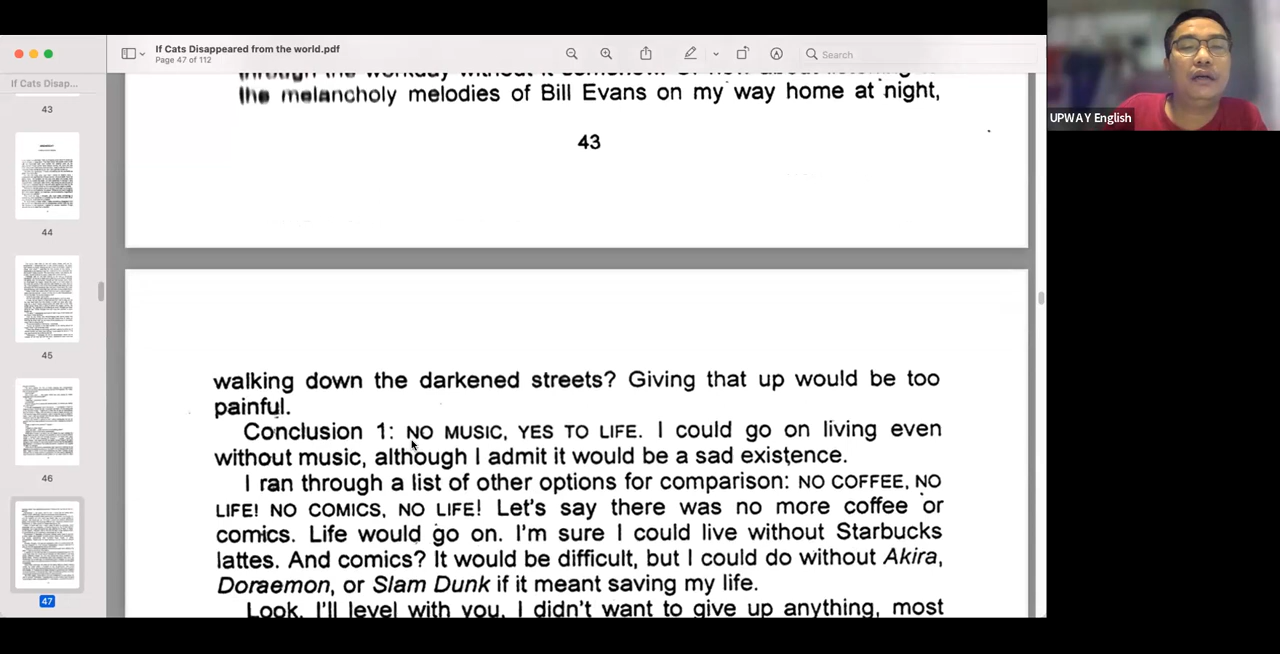 If Cats Disappeared from the world.pdf
Page 47 of 112
Search
If Cats Disap...
43
44
45
46
47
UPWAY English
through the workday without it somehow.
the melancholy melodies of Bill Evans on my way home at night,
43
walking down the darkened streets? Giving that up would be too
painful.
Conclusion 1: NO MUSIC, YES TO LIFE. I could go on living even
without music, although I admit it would be a sad existence.
I ran through a list of other options for comparison: NO COFFEE, NO
LIFE! NO COMICS, NO LIFE! Let's say there was no more coffee or
comics. Life would go on. I'm sure I could live without Starbucks
lattes. And comics? It would be difficult, but I could do without Akira,
Doraemon, or Slam Dunk if it meant saving my life.
Look, I'll level with you. I didn't want to give up anything, most